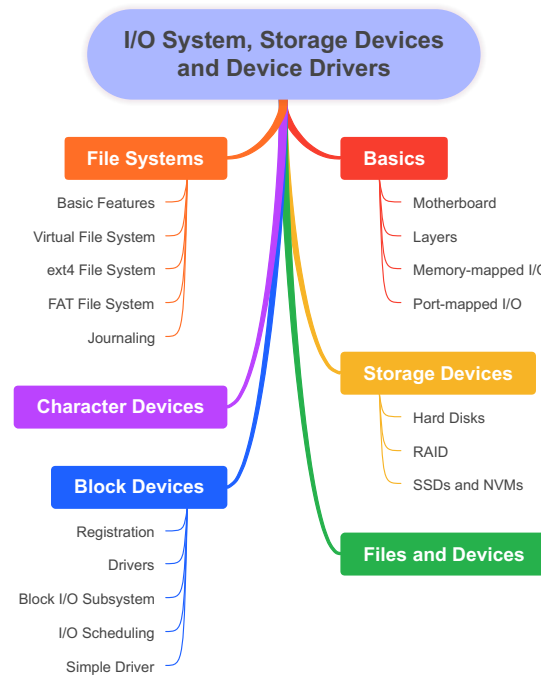 I/O System, Storage Devices
and Device Drivers
File Systems
Basic Features
Virtual File System
ext4 File System
FAT File System
Journaling
Character Devices
Block Devices
Registration
Drivers
Block I/O Subsystem
I/O Scheduling
Simple Driver
Basics
Motherboard
Layers
Memory-mapped I/O
Port-mapped I/O
Storage Devices
Hard Disks
RAID
SSDs and NVMs
Files and Devices